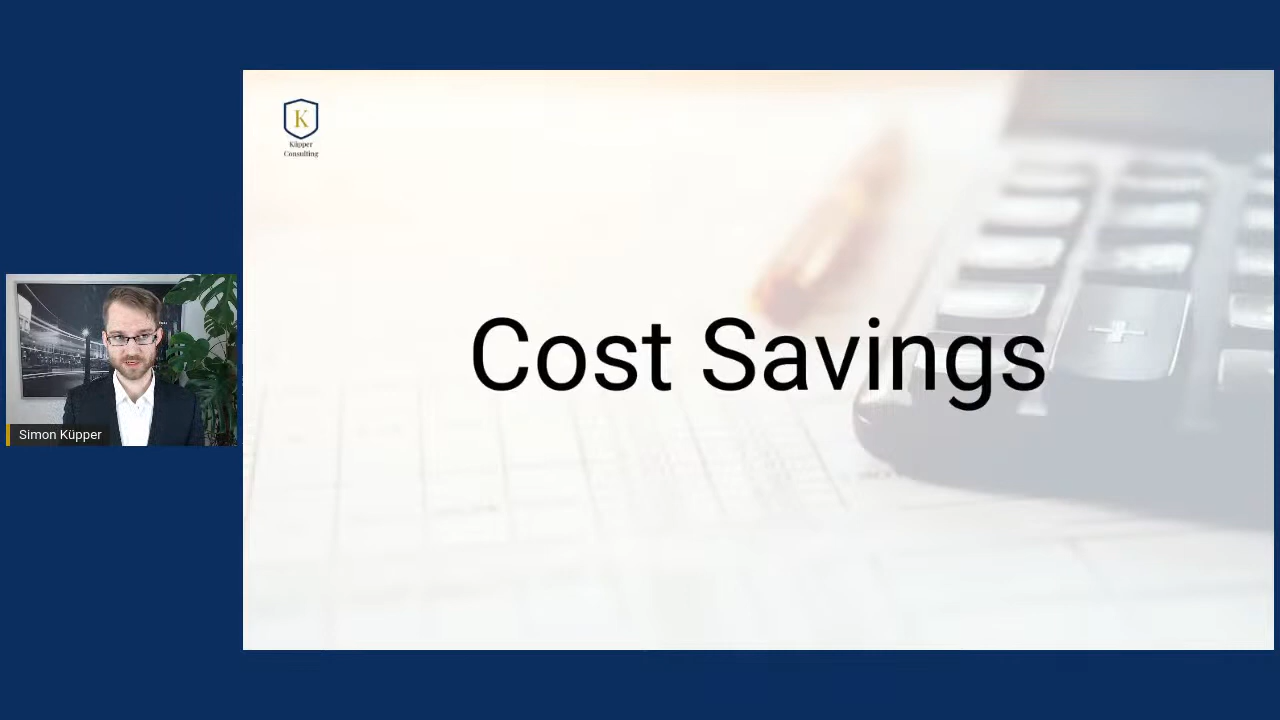 K
Küpper
Consulting
Cost Savings
Simon Küpper